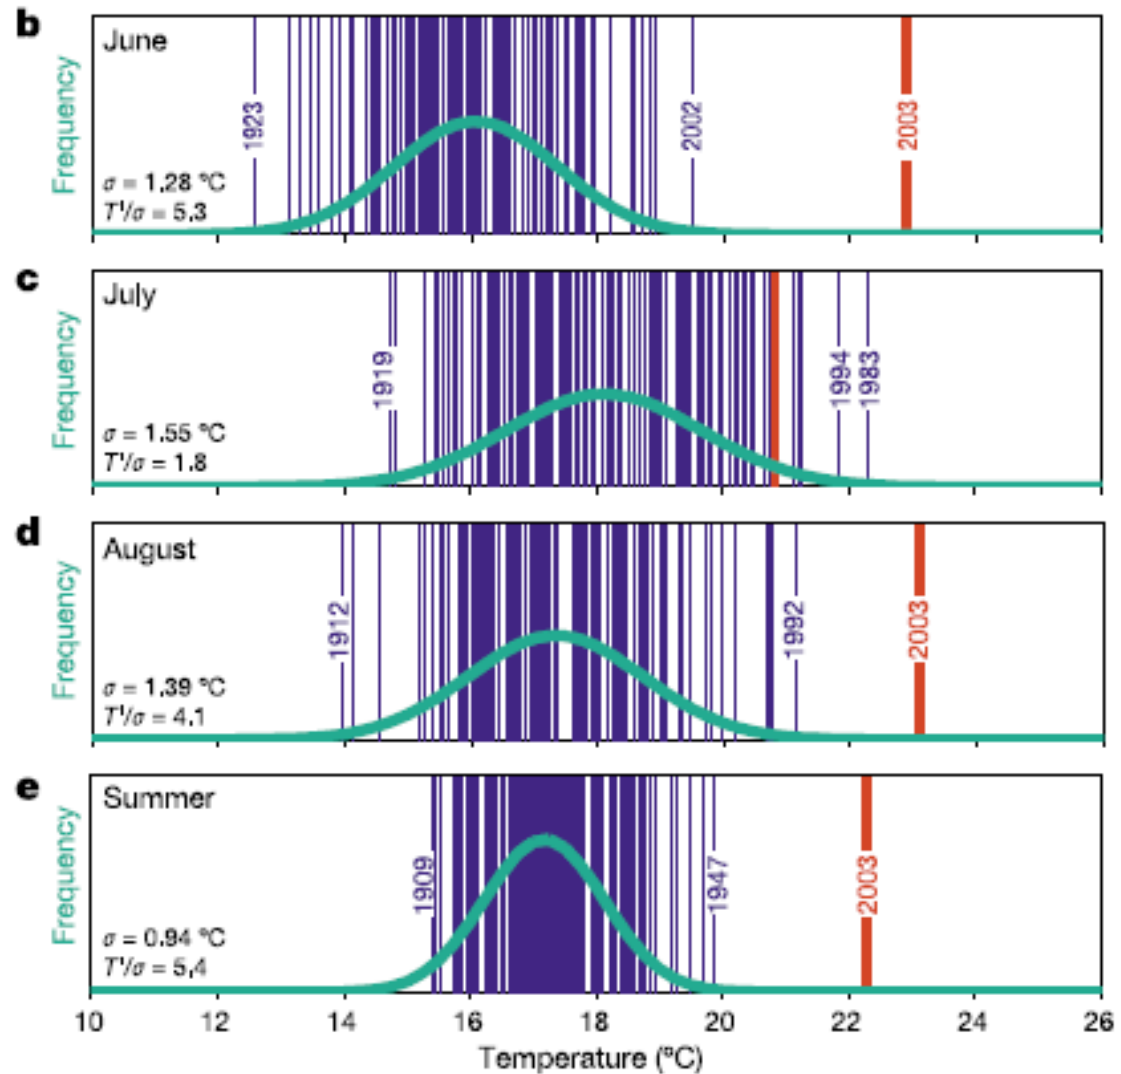 b
June
Frequency
1923
2002
2003
σ = 1.28 °C
T'/σ = 5.3
c
July
Frequency
1919
1994
1983
σ = 1.55 °C
T'/σ = 1.8
d
August
Frequency
1912
1992
2003
σ = 1.39 °C
T'/σ = 4.1
e
Summer
Frequency
1909
1947
2003
σ = 0.94 °C
T'/σ = 5.4
10 12 14 16 18 20 22 24 26
Temperature (°C)